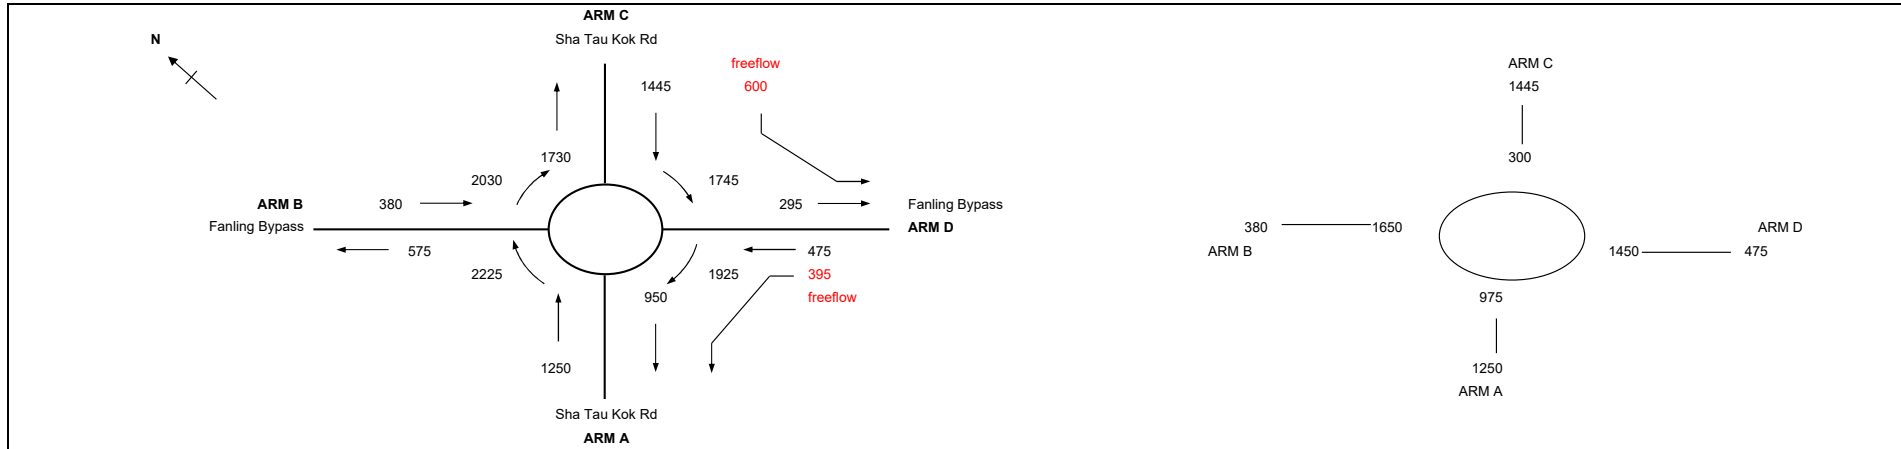 ARM C
Sha Tau Kok Rd
N
freeflow
1445
600
1730
2030
1745
ARM B
380
295
Fanling Bypass
Fanling Bypass
ARM D
575
475
2225
1925
395
950
freeflow
1250
Sha Tau Kok Rd
ARM A
ARM C
1445
300
380
1650
ARM D
ARM B
1450
475
975
1250
ARM A